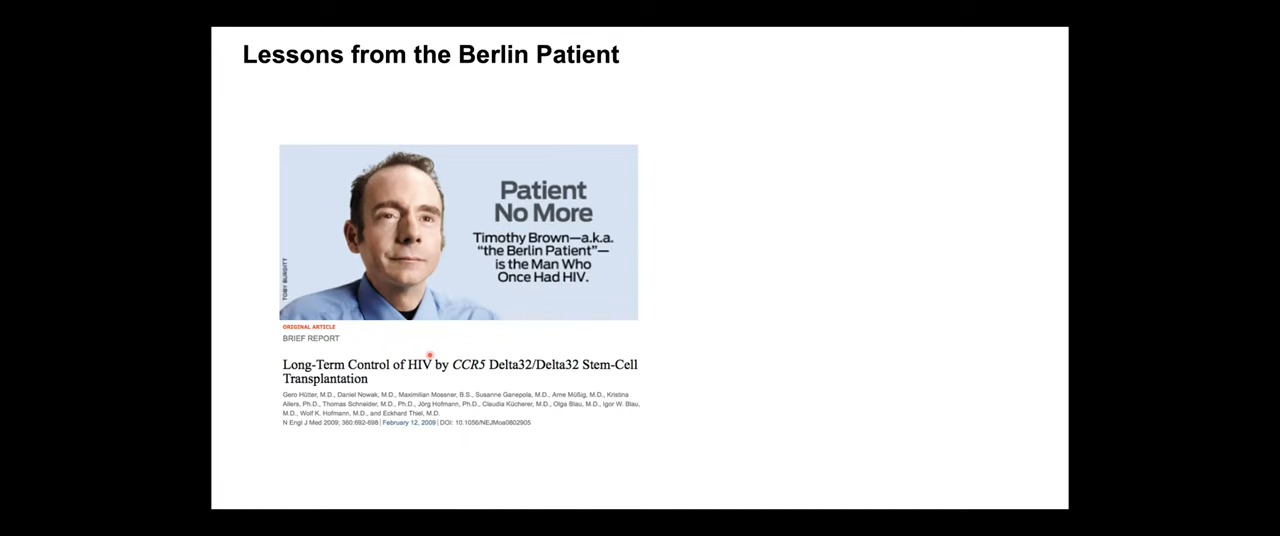 Lessons from the Berlin Patient
Patient
No More
Timothy Brown—a.k.a.
“the Berlin Patient”—
is the Man Who
Once Had HIV.
TOBY BURDITT
ORIGINAL ARTICLE
BRIEF REPORT
Long-Term Control of HIV by CCR5 Delta32/Delta32 Stem-Cell
Transplantation
Gero Hütter, M.D., Daniel Nowak, M.D., Maximilian Mossner, B.S., Susanne Ganepola, M.D., Arne Müßig, M.D., Kristina
Allers, Ph.D., Thomas Schneider, M.D., Ph.D., Jörg Hofmann, Ph.D., Claudia Kücherer, M.D., Olga Blau, M.D., Igor W. Blau,
M.D., Wolf K. Hofmann, M.D., and Eckhard Thiel, M.D.
N Engl J Med 2009; 360:692-698 | February 12, 2009 | DOI: 10.1056/NEJMoa0802905